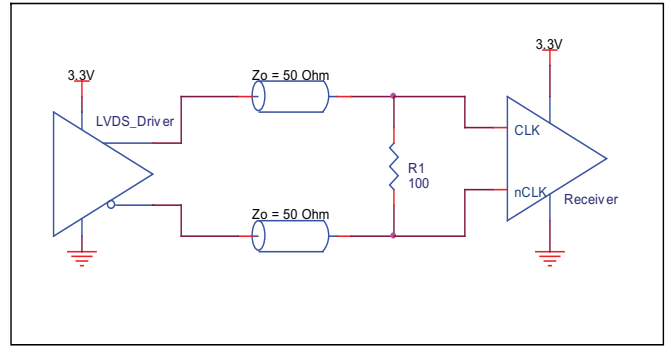 3.3V
3.3V
Zo = 50 Ohm
LVDS_Driver
CLK
R1
100
nCLK
Receiver
Zo = 50 Ohm